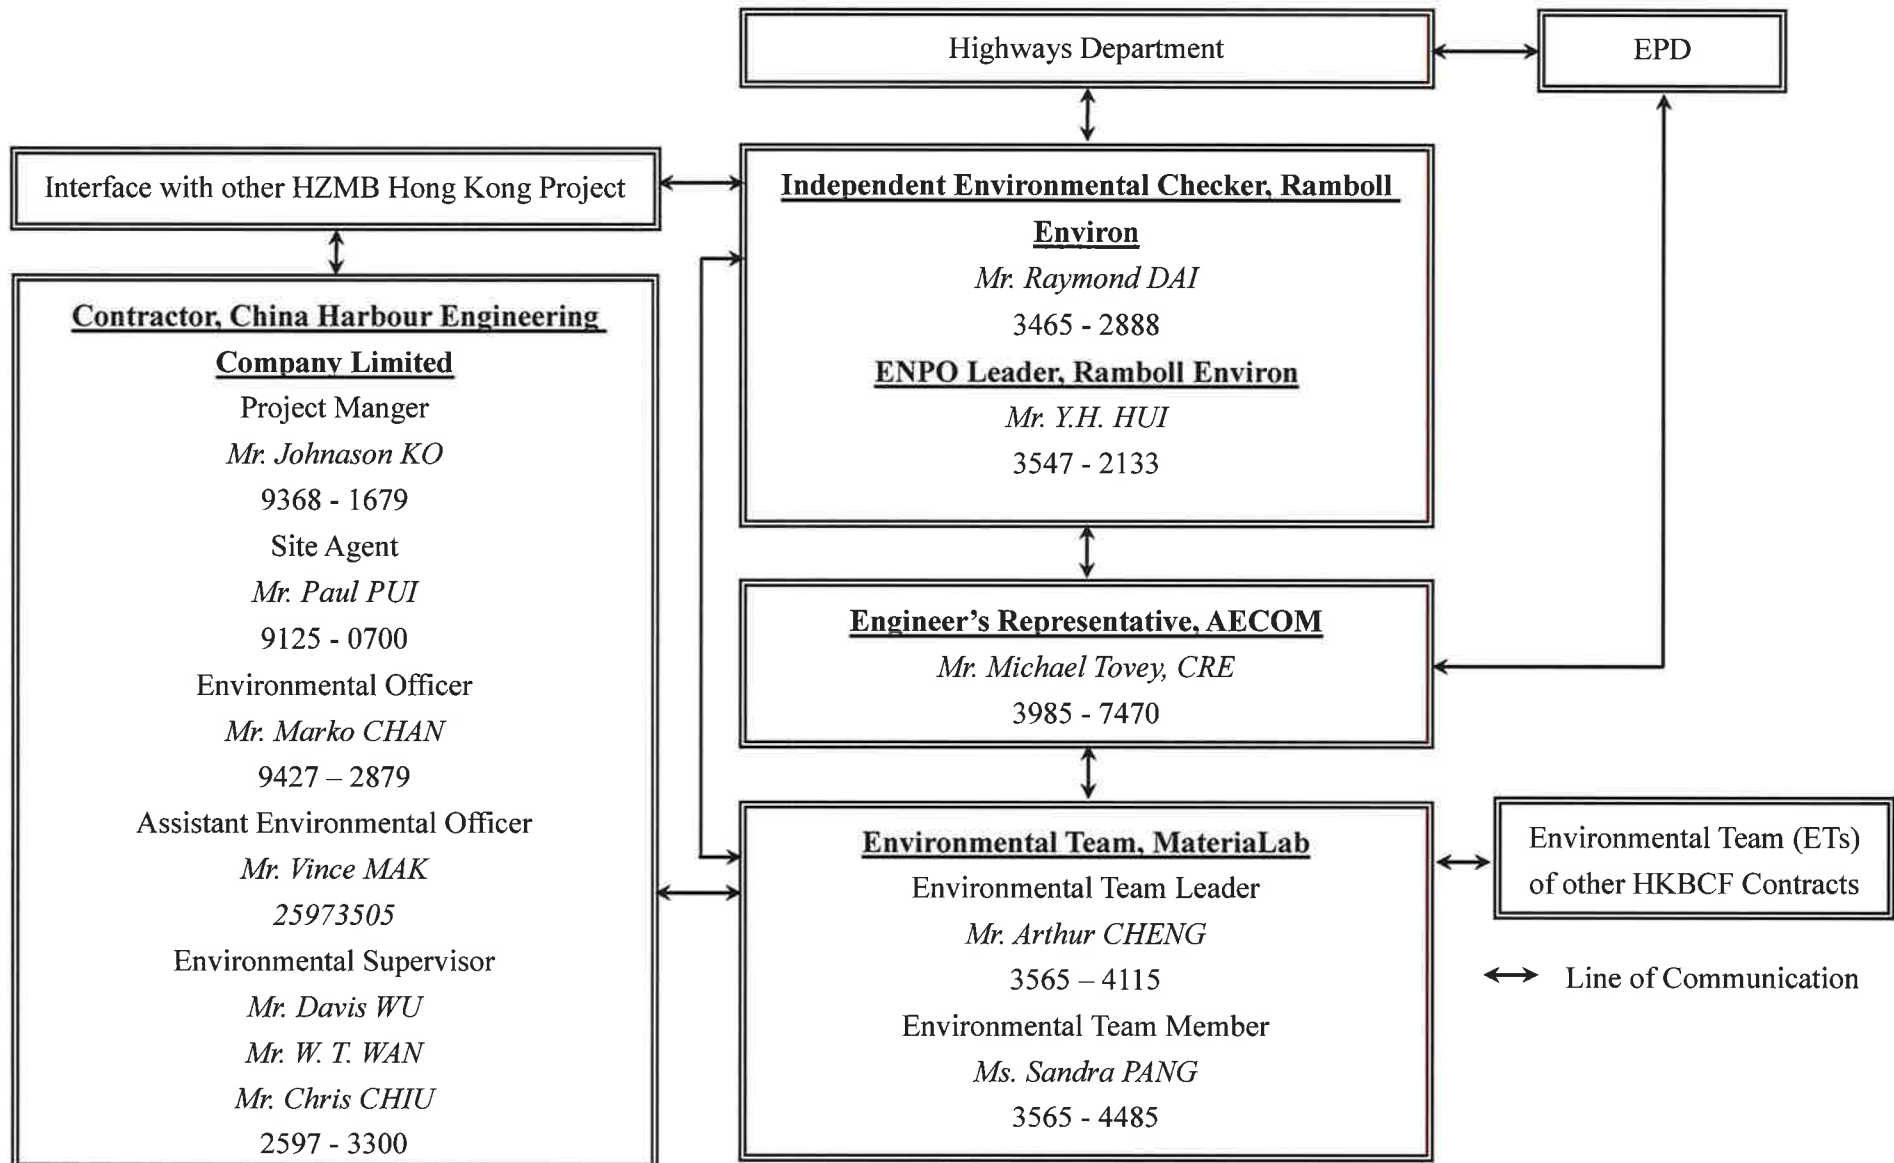 Highways Department
EPD
Interface with other HZMB Hong Kong Project
Independent Environmental Checker, Ramboll
Environ
Mr. Raymond DAI
3465 - 2888
ENPO Leader, Ramboll Environ
Mr. Y.H. HUI
3547 - 2133
Contractor, China Harbour Engineering
Company Limited
Project Manger
Mr. Johnason KO
9368 - 1679
Site Agent
Mr. Paul PUI
9125 - 0700
Environmental Officer
Mr. Marko CHAN
9427 – 2879
Assistant Environmental Officer
Mr. Vince MAK
25973505
Environmental Supervisor
Mr. Davis WU
Mr. W. T. WAN
Mr. Chris CHIU
2597 - 3300
Engineer’s Representative, AECOM
Mr. Michael Tovey, CRE
3985 - 7470
Environmental Team, MateriaLab
Environmental Team Leader
Mr. Arthur CHENG
3565 – 4115
Environmental Team Member
Ms. Sandra PANG
3565 - 4485
Environmental Team (ETs)
of other HKBCF Contracts
Line of Communication